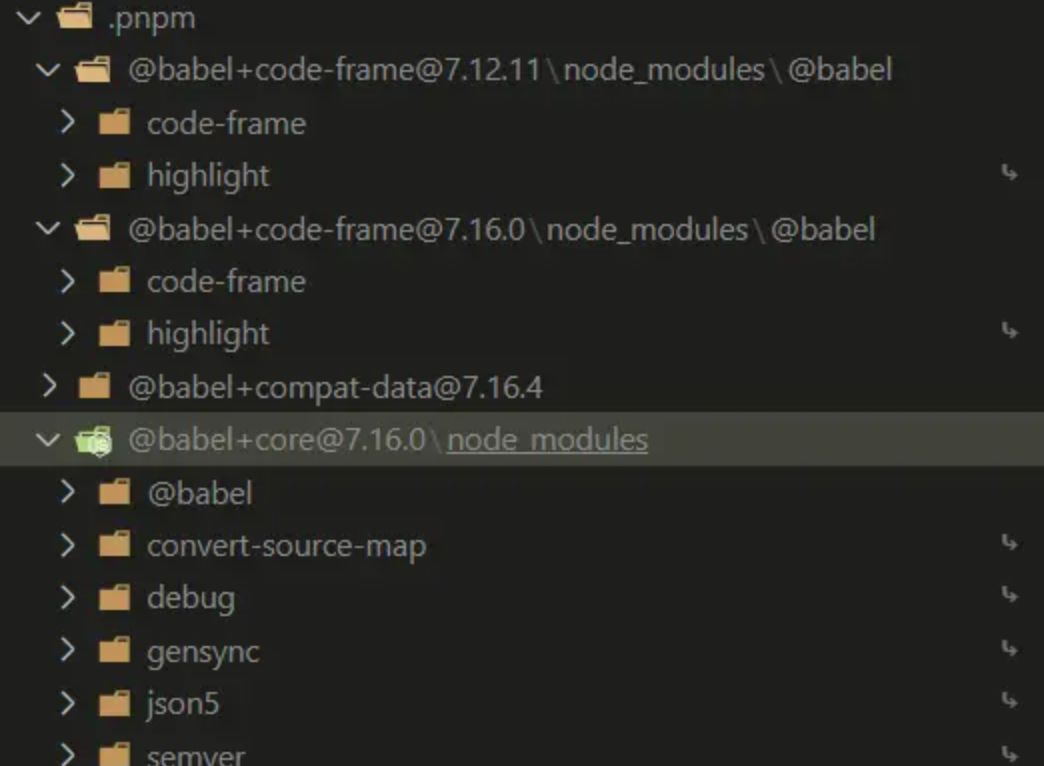 .pnpm
@babel+code-frame@7.12.11\node_modules\@babel
code-frame
highlight
@babel+code-frame@7.16.0\node_modules\@babel
code-frame
highlight
@babel+compat-data@7.16.4
@babel+core@7.16.0\node_modules
@babel
convert-source-map
debug
gensync
json5
semver